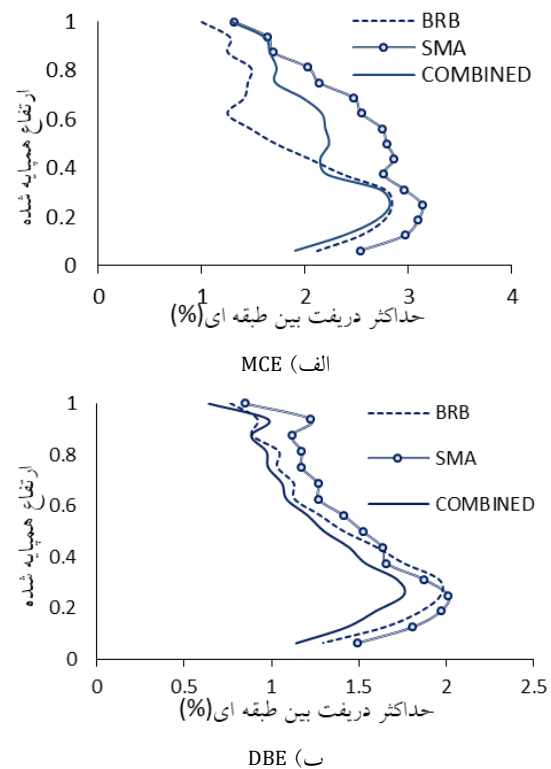 BRB
SMA
COMBINED
ارتفاع همپایه شده
1
0.8
0.6
0.4
0.2
0
0 1 2 3 4
حداکثر دریفت بین طبقه ای(%)
الف) MCE
BRB
SMA
COMBINED
ارتفاع همپایه شده
1
0.8
0.6
0.4
0.2
0
0 0.5 1 1.5 2 2.5
حداکثر دریفت بین طبقه ای(%)
ب) DBE